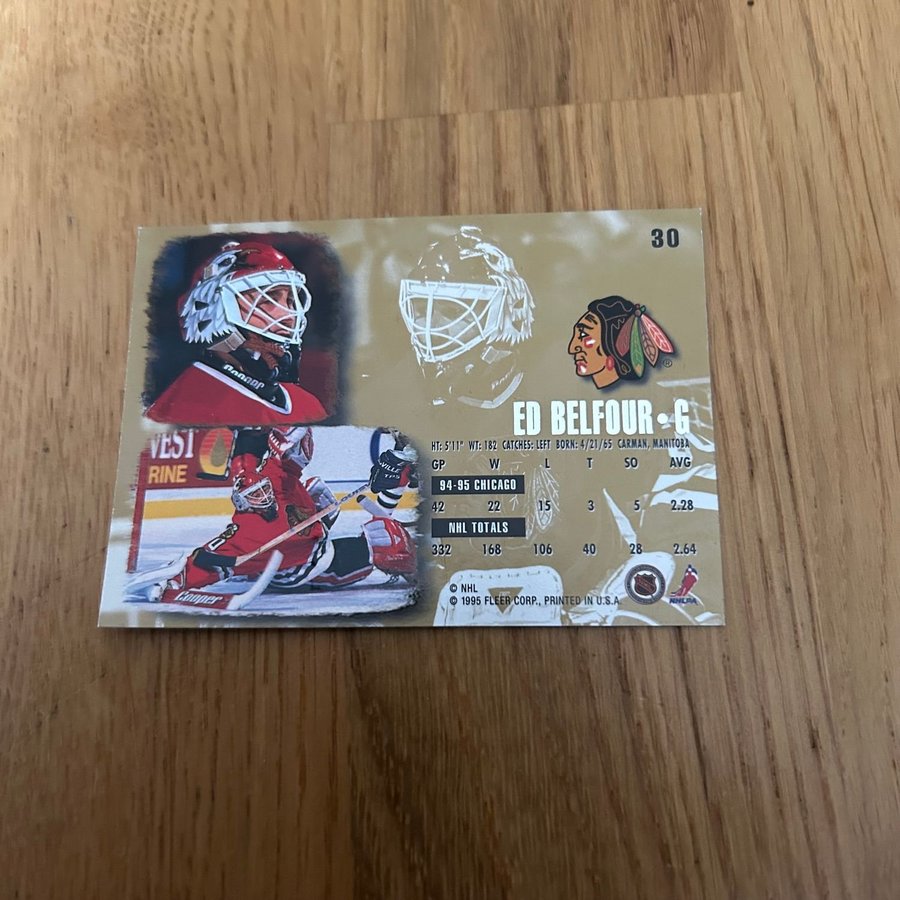 30
ED BELFOUR • G
HT: 5'11" WT: 182 CATCHES: LEFT BORN: 4/21/65 CARMAN, MANITOBA
GP W L T SO AVG
94-95 CHICAGO
42 22 15 3 5 2.28
NHL TOTALS
332 168 106 40 28 2.64
© NHL
© 1995 FLEER CORP., PRINTED IN U.S.A.
NHLPA
®
Cooper
VEST
RINE
Cooper